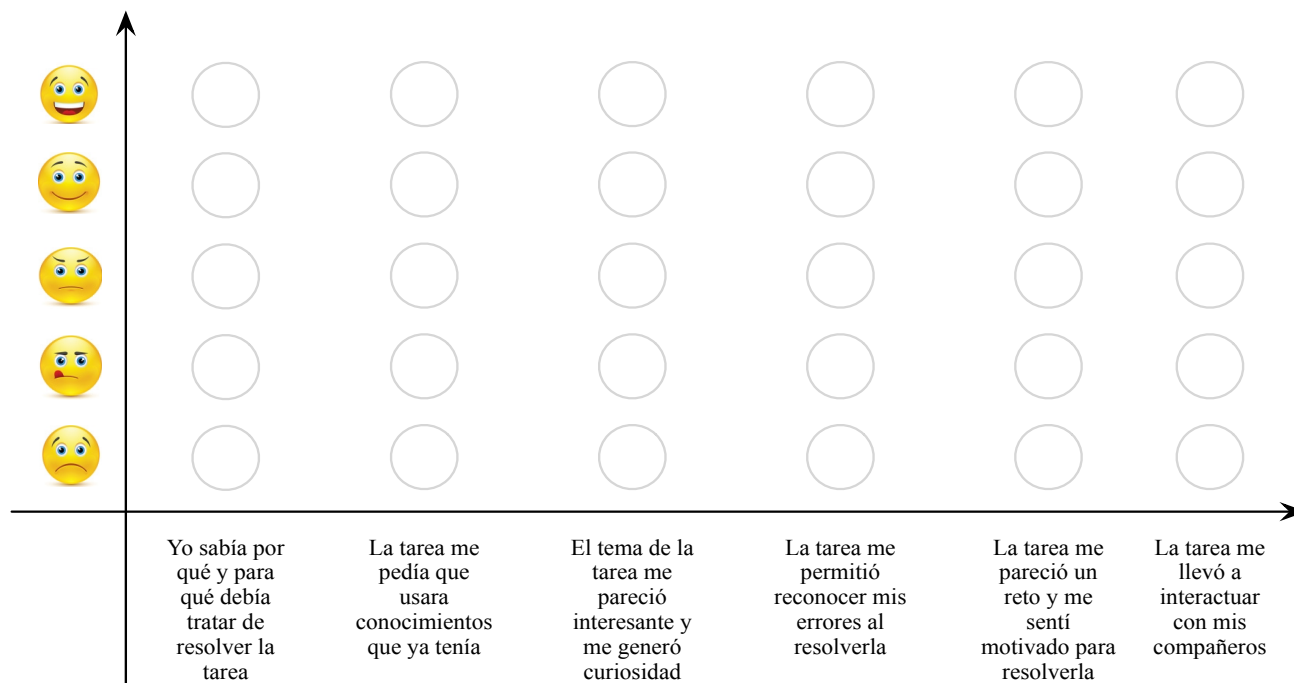 Yo sabía por
qué y para
qué debía
tratar de
resolver la
tarea
La tarea me
pedía que
usara
conocimientos
que ya tenía
El tema de la
tarea me
pareció
interesante y
me generó
curiosidad
La tarea me
permitió
reconocer mis
errores al
resolverla
La tarea me
pareció un
reto y me
sentí
motivado para
resolverla
La tarea me
llevó a
interactuar
con mis
compañeros